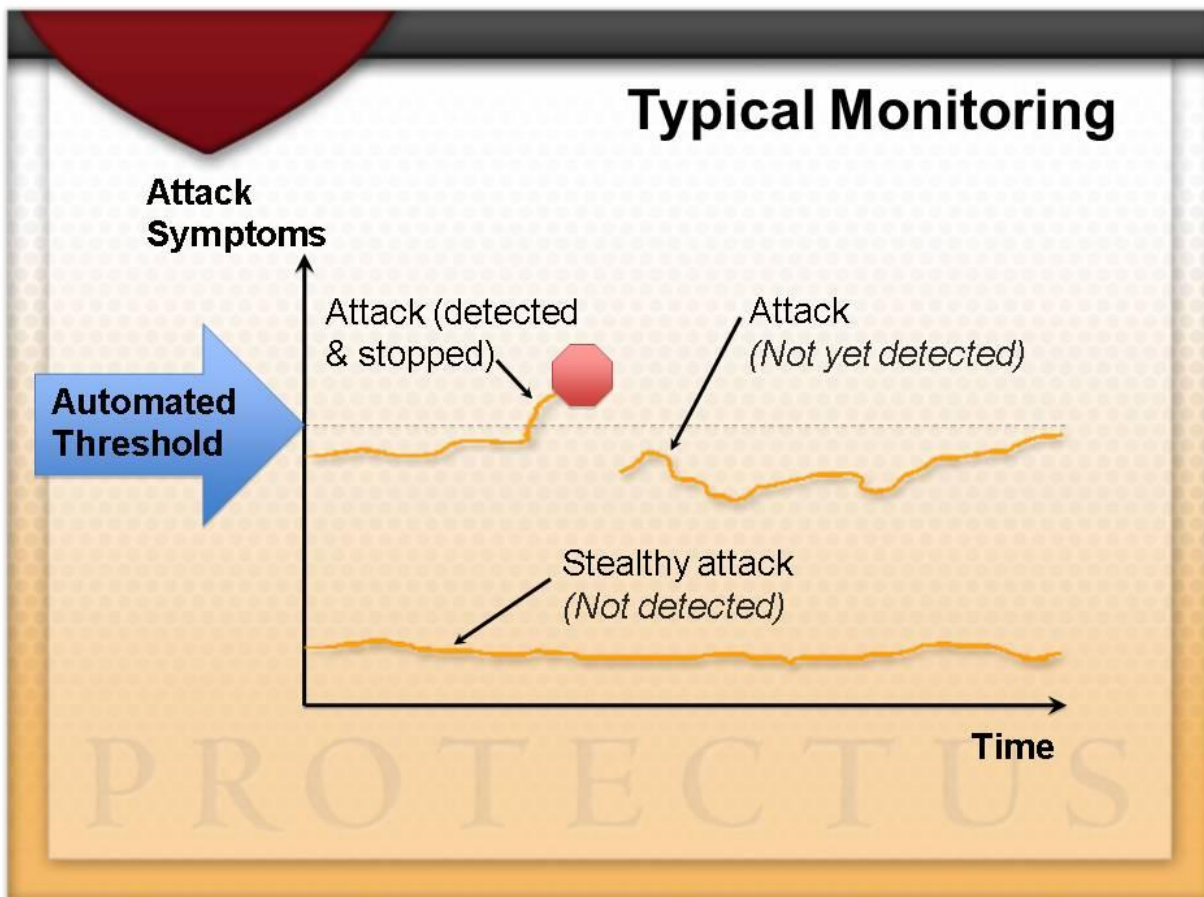 Typical Monitoring
Attack
Symptoms
Attack (detected
& stopped)
Attack
(Not yet detected)
Automated
Threshold
Stealthy attack
(Not detected)
Time
PROTECTUS